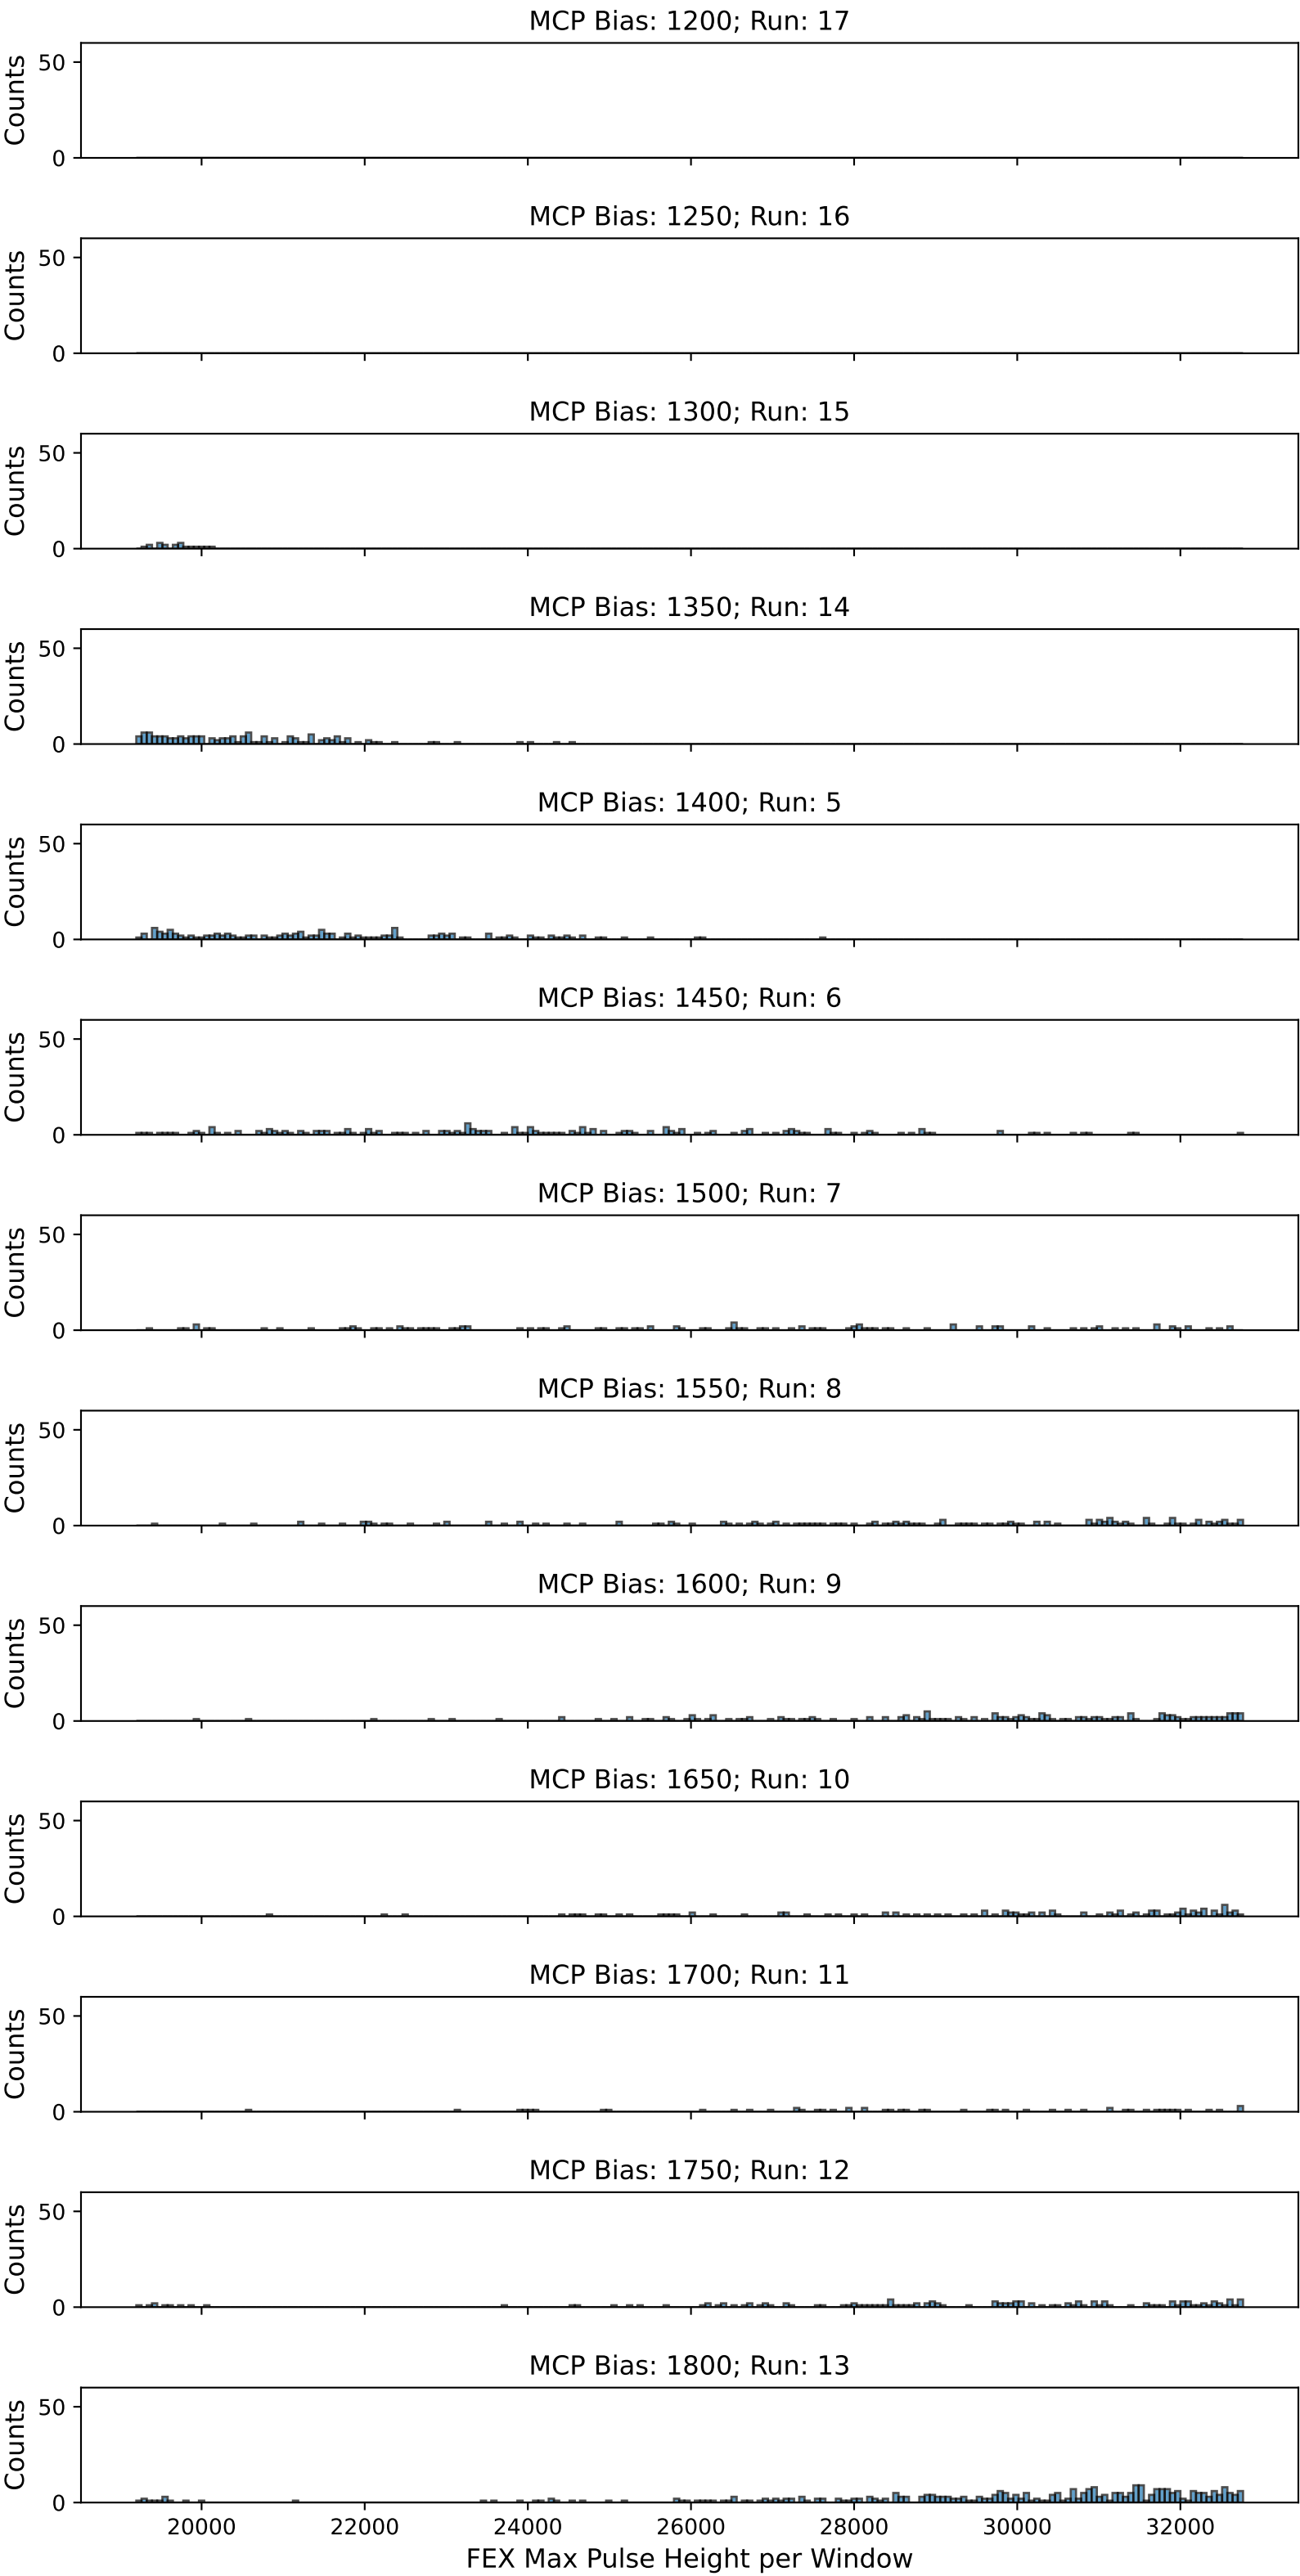 MCP Bias: 1200; Run: 17
50
Counts
0
MCP Bias: 1250; Run: 16
50
Counts
0
MCP Bias: 1300; Run: 15
50
Counts
0
MCP Bias: 1350; Run: 14
50
Counts
0
MCP Bias: 1400; Run: 5
50
Counts
0
MCP Bias: 1450; Run: 6
50
Counts
0
MCP Bias: 1500; Run: 7
50
Counts
0
MCP Bias: 1550; Run: 8
50
Counts
0
MCP Bias: 1600; Run: 9
50
Counts
0
MCP Bias: 1650; Run: 10
50
Counts
0
MCP Bias: 1700; Run: 11
50
Counts
0
MCP Bias: 1750; Run: 12
50
Counts
0
MCP Bias: 1800; Run: 13
50
Counts
0
20000 22000 24000 26000 28000 30000 32000
FEX Max Pulse Height per Window